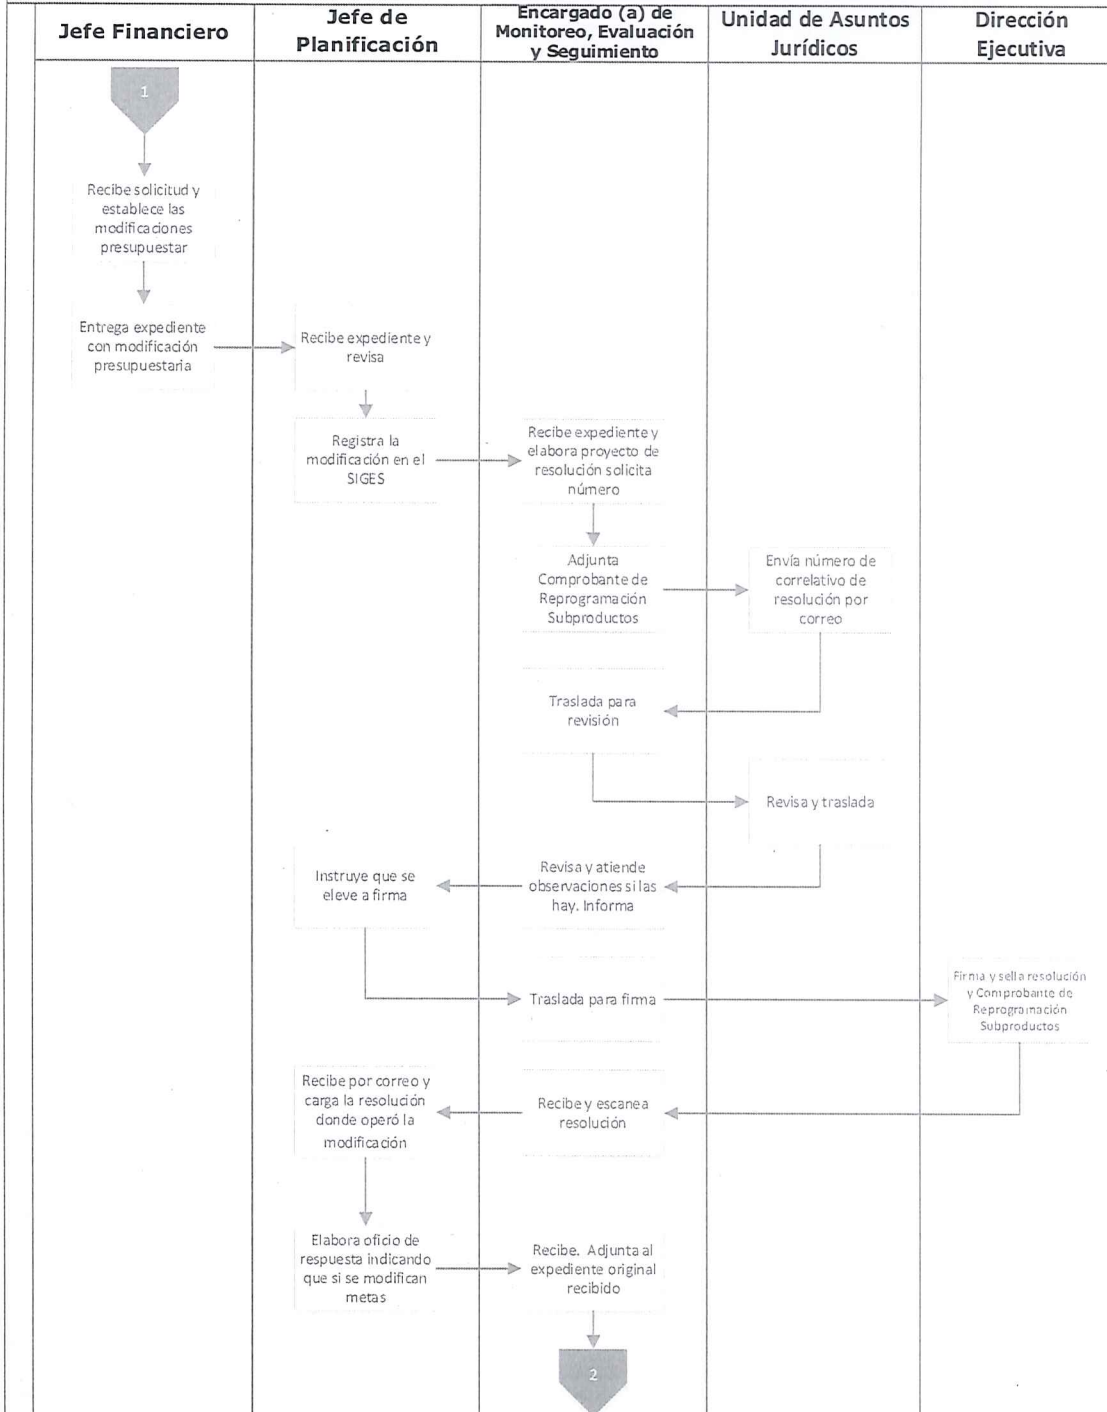 Jefe Financiero
Jefe de
Planificación
Encargado (a) de
Monitoreo, Evaluación
y Seguimiento
Unidad de Asuntos
Jurídicos
Dirección
Ejecutiva
1
Recibe solicitud y
establece las
modificaciones
presupuestar
Entrega expediente
con modificación
presupuestaria
Recibe expediente y
revisa
Registra la
modificación en el
SIGES
Recibe expediente y
elabora proyecto de
resolución solicita
número
Adjunta
Comprobante de
Reprogramación
Subproductos
Envía número de
correlativo de
resolución por
correo
Traslada para
revisión
Revisa y traslada
Revisa y atiende
observaciones si las
hay. Informa
Instruye que se
eleve a firma
Traslada para firma
Firma y sella resolución
y Comprobante de
Reprogramación
Subproductos
Recibe y escanea
resolución
Recibe por correo y
carga la resolución
donde operó la
modificación
Elabora oficio de
respuesta indicando
que si se modifican
metas
Recibe. Adjunta al
expediente original
recibido
2